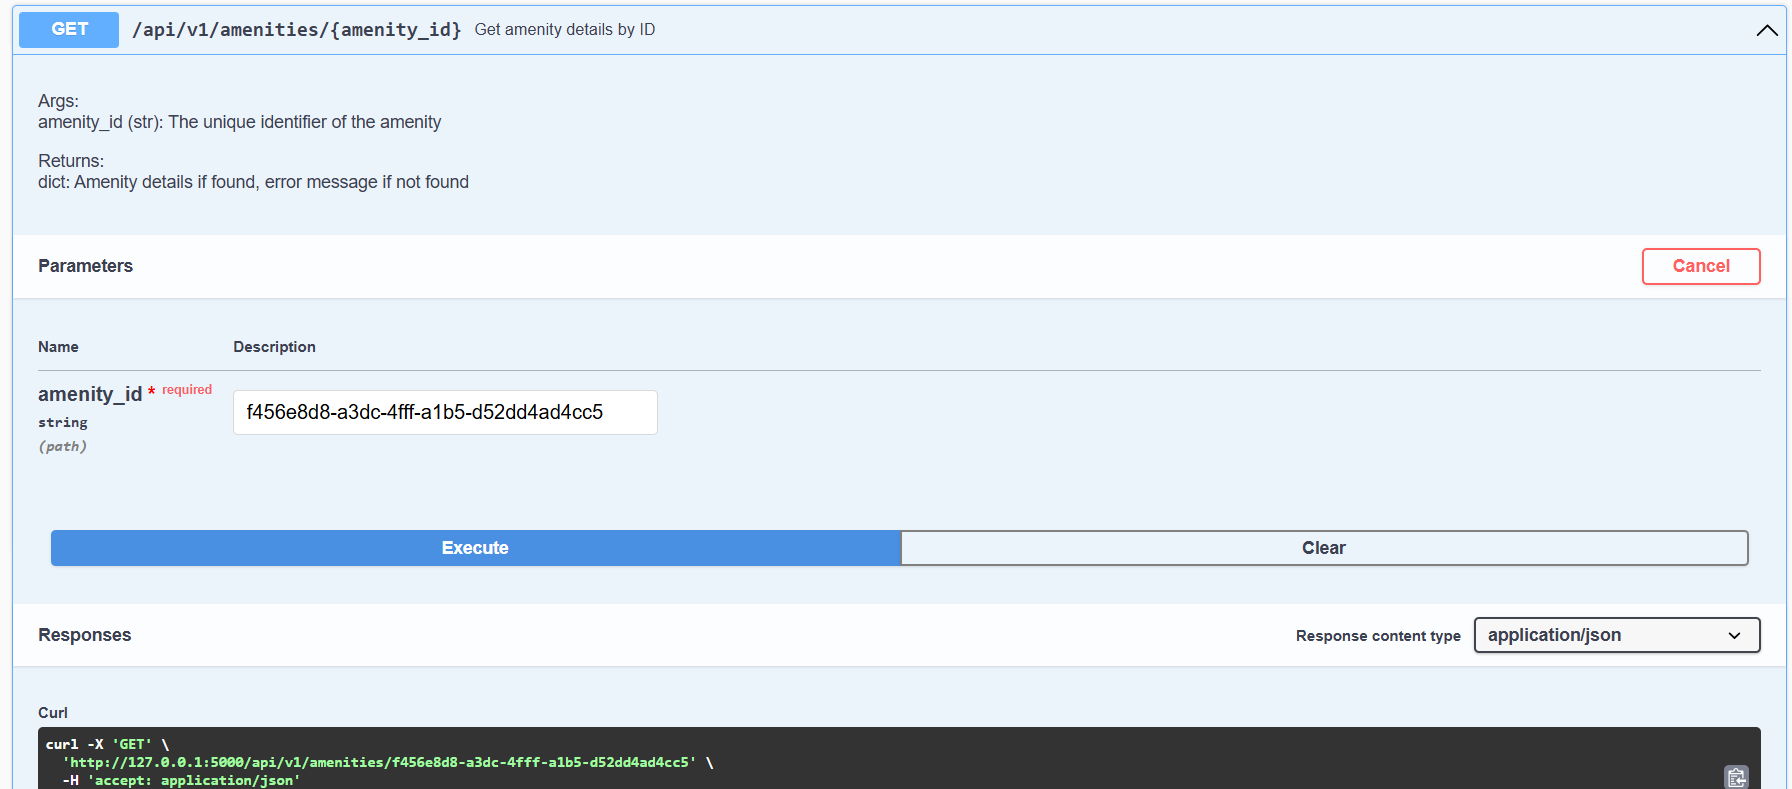 GET /api/v1/amenities/{amenity_id} Get amenity details by ID
Args:
amenity_id (str): The unique identifier of the amenity
Returns:
dict: Amenity details if found, error message if not found
Parameters Cancel
Name Description
amenity_id * required
string
(path)
f456e8d8-a3dc-4fff-a1b5-d52dd4ad4cc5
Execute Clear
Responses Response content type application/json
Curl
curl -X 'GET' \
'http://127.0.0.1:5000/api/v1/amenities/f456e8d8-a3dc-4fff-a1b5-d52dd4ad4cc5' \
-H 'accept: application/json'